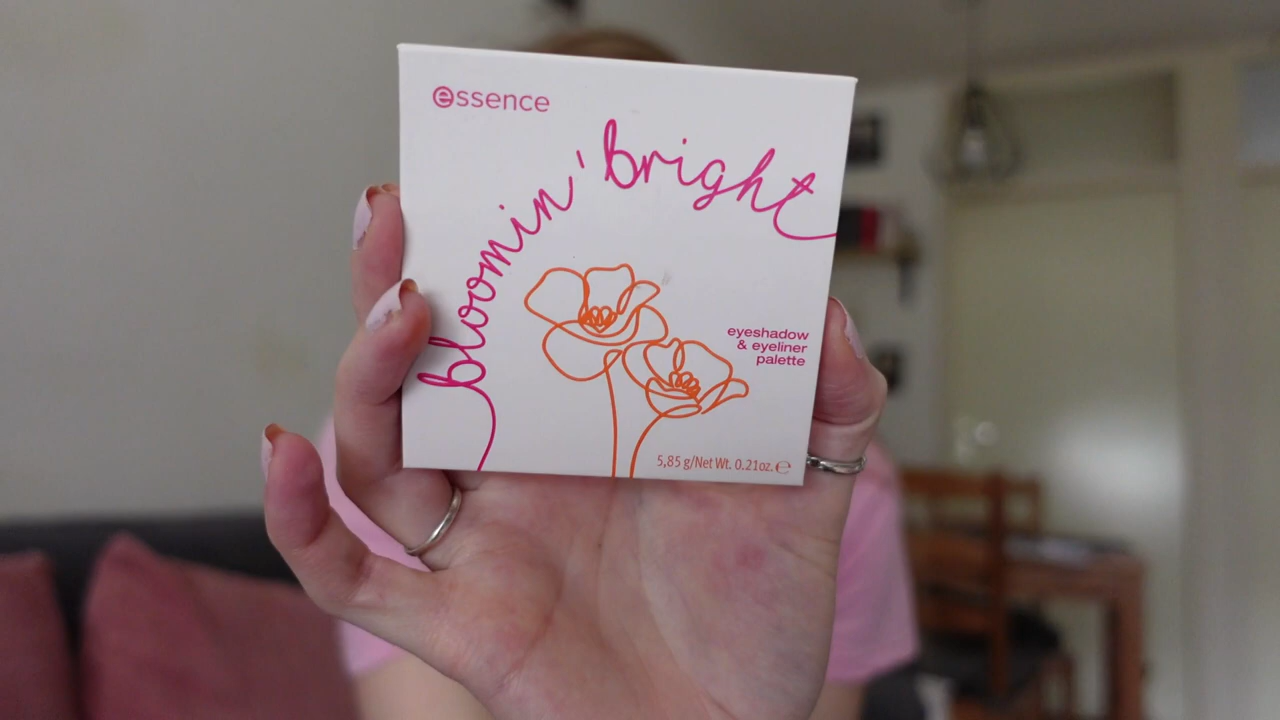 essence
bloomin' bright
eyeshadow
& eyeliner
palette
5,85 g/Net Wt. 0.21oz. ℮